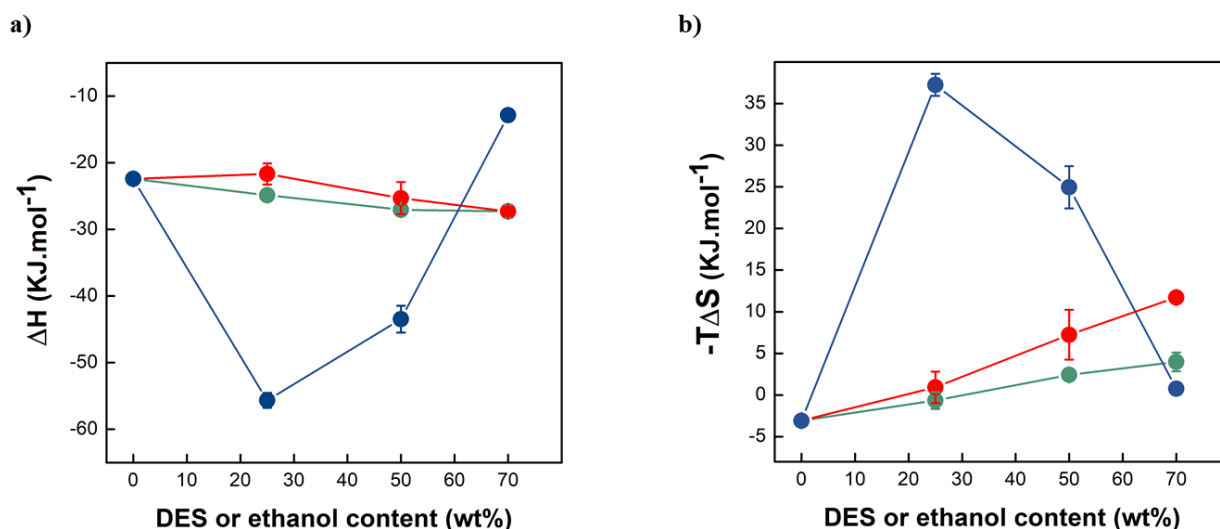 a)
-10
-20
-30
-40
-50
-60
ΔH (KJ.mol⁻¹)
0 10 20 30 40 50 60 70
DES or ethanol content (wt%)
b)
35
30
25
20
15
10
5
0
-5
-TΔS (KJ.mol⁻¹)
0 10 20 30 40 50 60 70
DES or ethanol content (wt%)